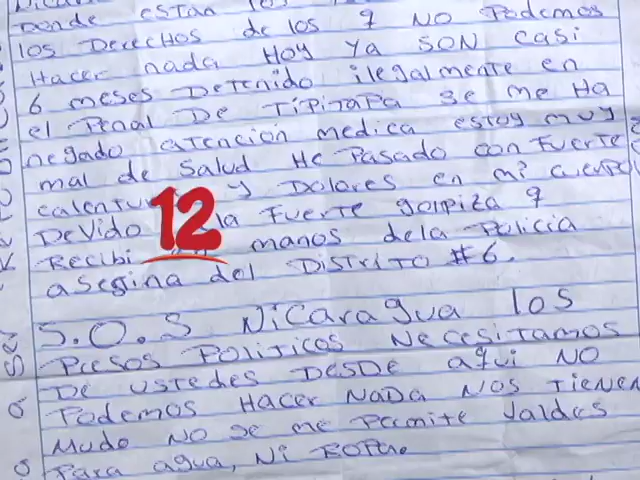 Donde estan los
los Derechos de los q no Podemos
Hacer nada Hoy ya SON casi
6 meses Detenido ilegalmente en
el Penal De Tipitapa se me Ha
negado atencion medica estoy muy
mal de Salud He Pasado con fuerte
y Dolores en mi cuerpo
DeVido la Fuerte golpiza q
Recibi manos dela Policia
asesina del Distrito #6.
12
S.O.S Nicaragua los
Presos Politicos Necesitamos
De ustedes Desde aqui NO
Podemos Hacer Nada Nos Tienen
Mudo No se me Permite
Para agua, Ni Ropa.